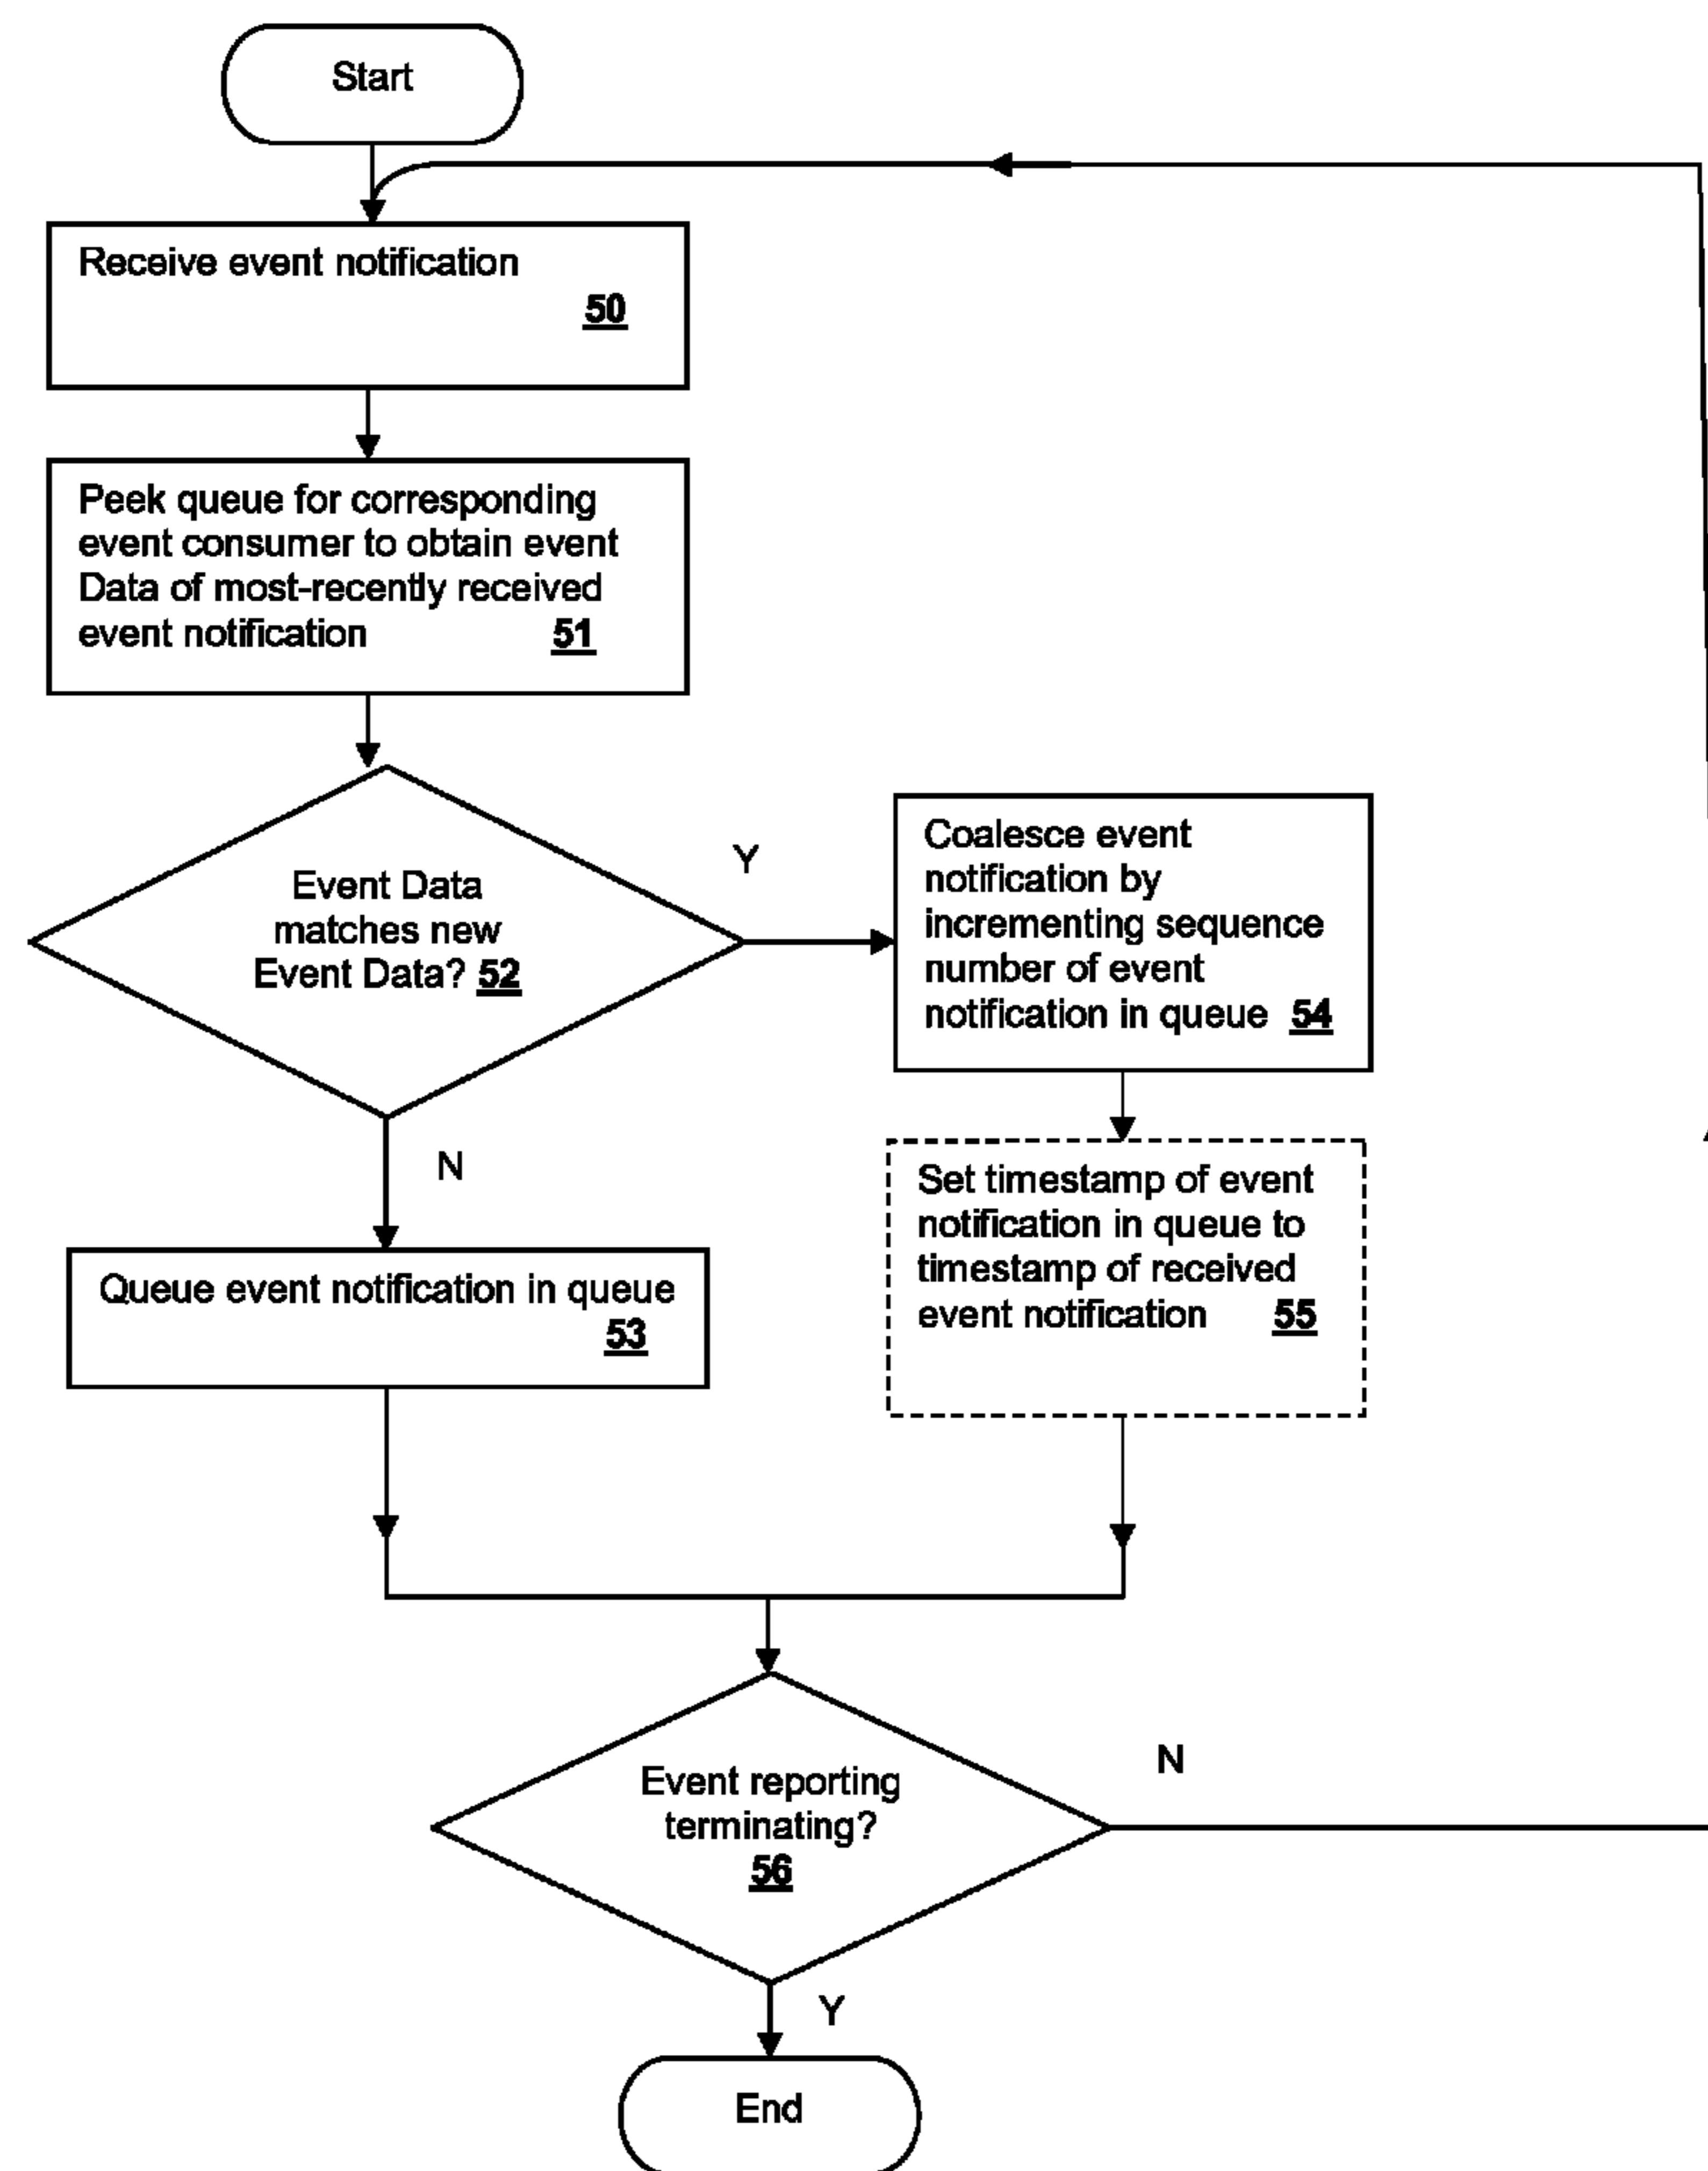 Start
Receive event notification
50
Peek queue for corresponding
event consumer to obtain event
Data of most-recently received
event notification 51
Event Data
matches new
Event Data? 52
Y
Coalesce event
notification by
incrementing sequence
number of event
notification in queue 54
N
Set timestamp of event
notification in queue to
timestamp of received
event notification 55
Queue event notification in queue
53
Event reporting
terminating?
56
N
Y
End